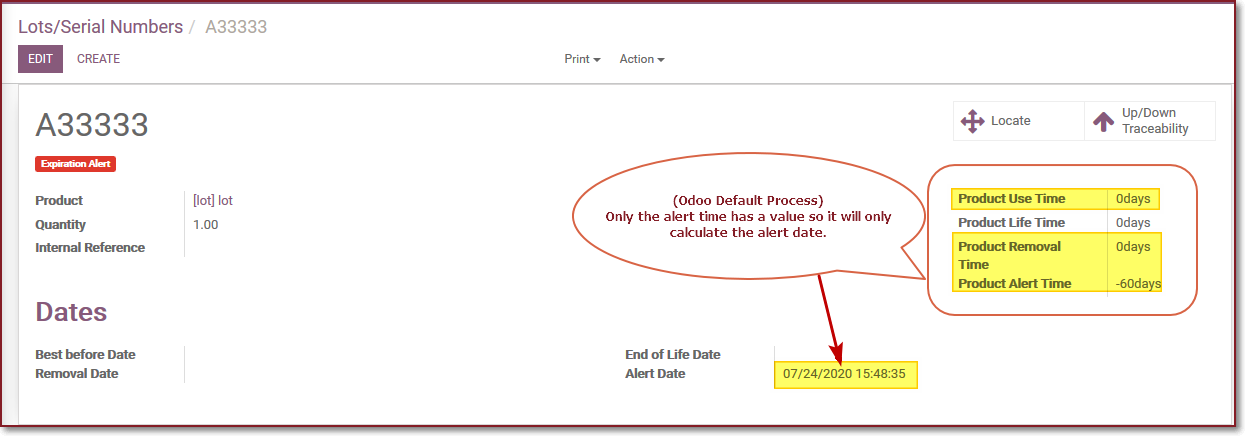 Lots/Serial Numbers / A33333
EDIT CREATE Print Action
A33333
Locate
Up/Down
Traceability
Expiration Alert
Product [lot] lot
Quantity 1.00
Internal Reference
(Odoo Default Process)
Only the alert time has a value so it will only
calculate the alert date.
Product Use Time 0days
Product Life Time 0days
Product Removal 0days
Time
Product Alert Time -60days
Dates
Best before Date
Removal Date
End of Life Date
Alert Date 07/24/2020 15:48:35